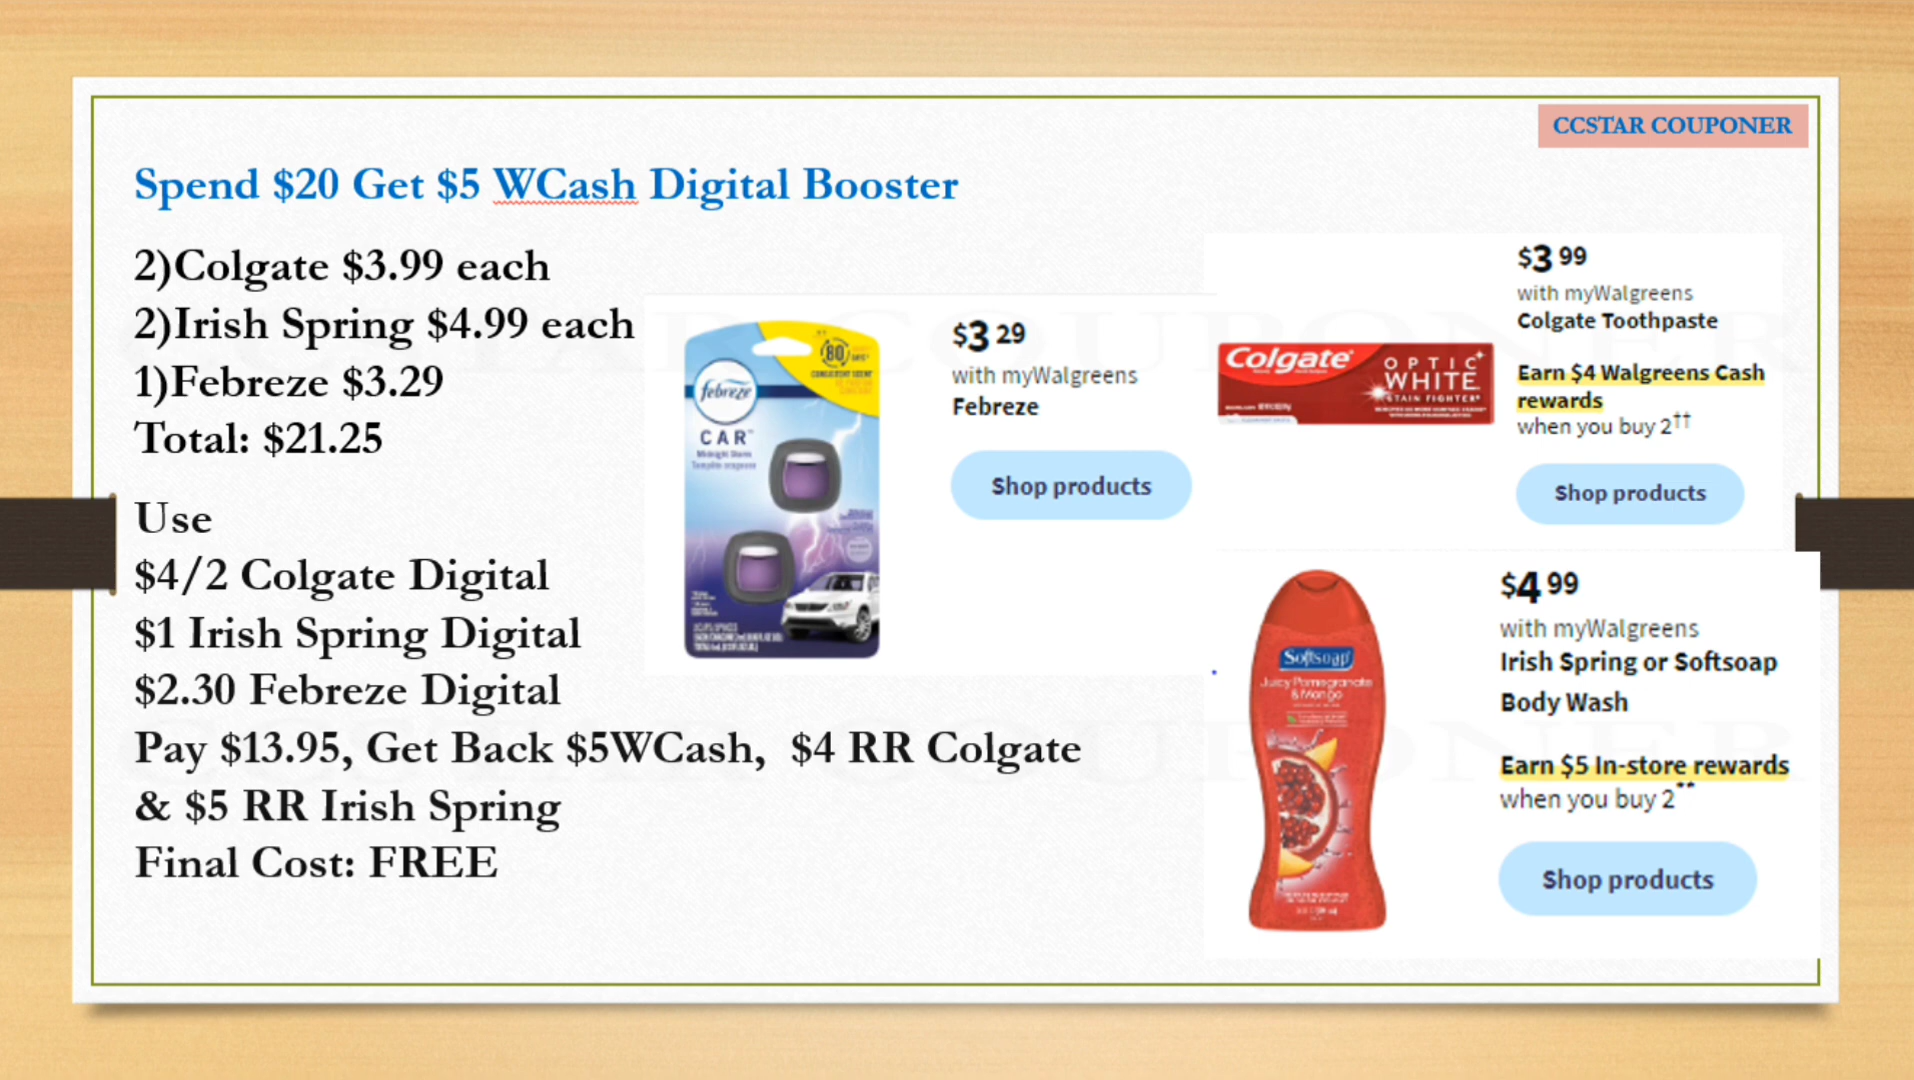 CCSTAR COUPONER
Spend $20 Get $5 WCash Digital Booster
2)Colgate $3.99 each
2)Irish Spring $4.99 each
1)Febreze $3.29
Total: $21.25
Use
$4/2 Colgate Digital
$1 Irish Spring Digital
$2.30 Febreze Digital
Pay $13.95, Get Back $5WCash, $4 RR Colgate
& $5 RR Irish Spring
Final Cost: FREE
febreze
80
CAR
Midnight Storm
$3 29
with myWalgreens
Febreze
Shop products
Colgate
OPTIC
WHITE
STAIN FIGHTER
$3 99
with myWalgreens
Colgate Toothpaste
Earn $4 Walgreens Cash
rewards
when you buy 2††
Shop products
Softsoap
Juicy Pomegranate
& Mango
$4 99
with myWalgreens
Irish Spring or Softsoap
Body Wash
Earn $5 In-store rewards
when you buy 2**
Shop products